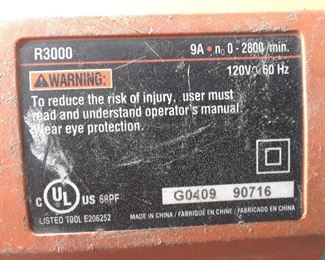 R3000 9A • n₀ 0 - 2800 /min.
120V~ 60 Hz
⚠WARNING:
To reduce the risk of injury, user must
read and understand operator's manual
Wear eye protection.
C UL US 68PF
LISTED TOOL E206252
G0409 90716
MADE IN CHINA / FABRIQUÉ EN CHINE / FABRICADO EN CHINA